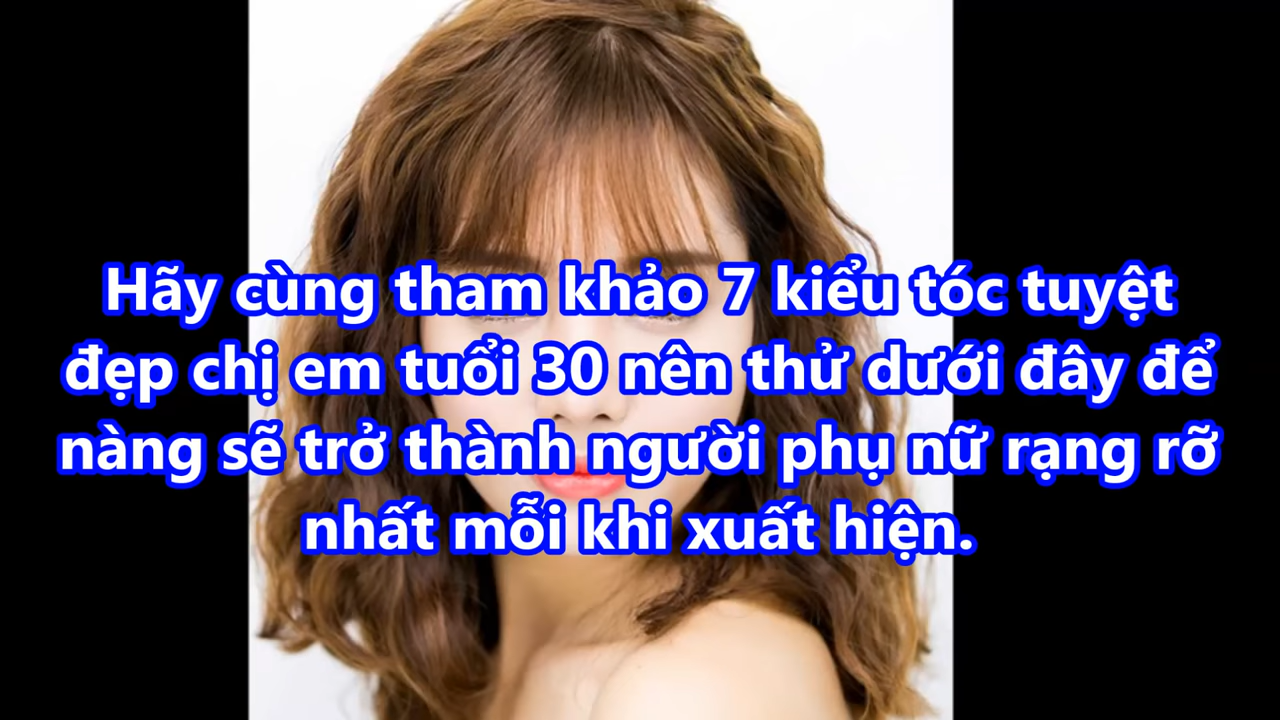 Hãy cùng tham khảo 7 kiểu tóc tuyệt
đẹp chị em tuổi 30 nên thử dưới đây để
nàng sẽ trở thành người phụ nữ rạng rỡ
nhất mỗi khi xuất hiện.